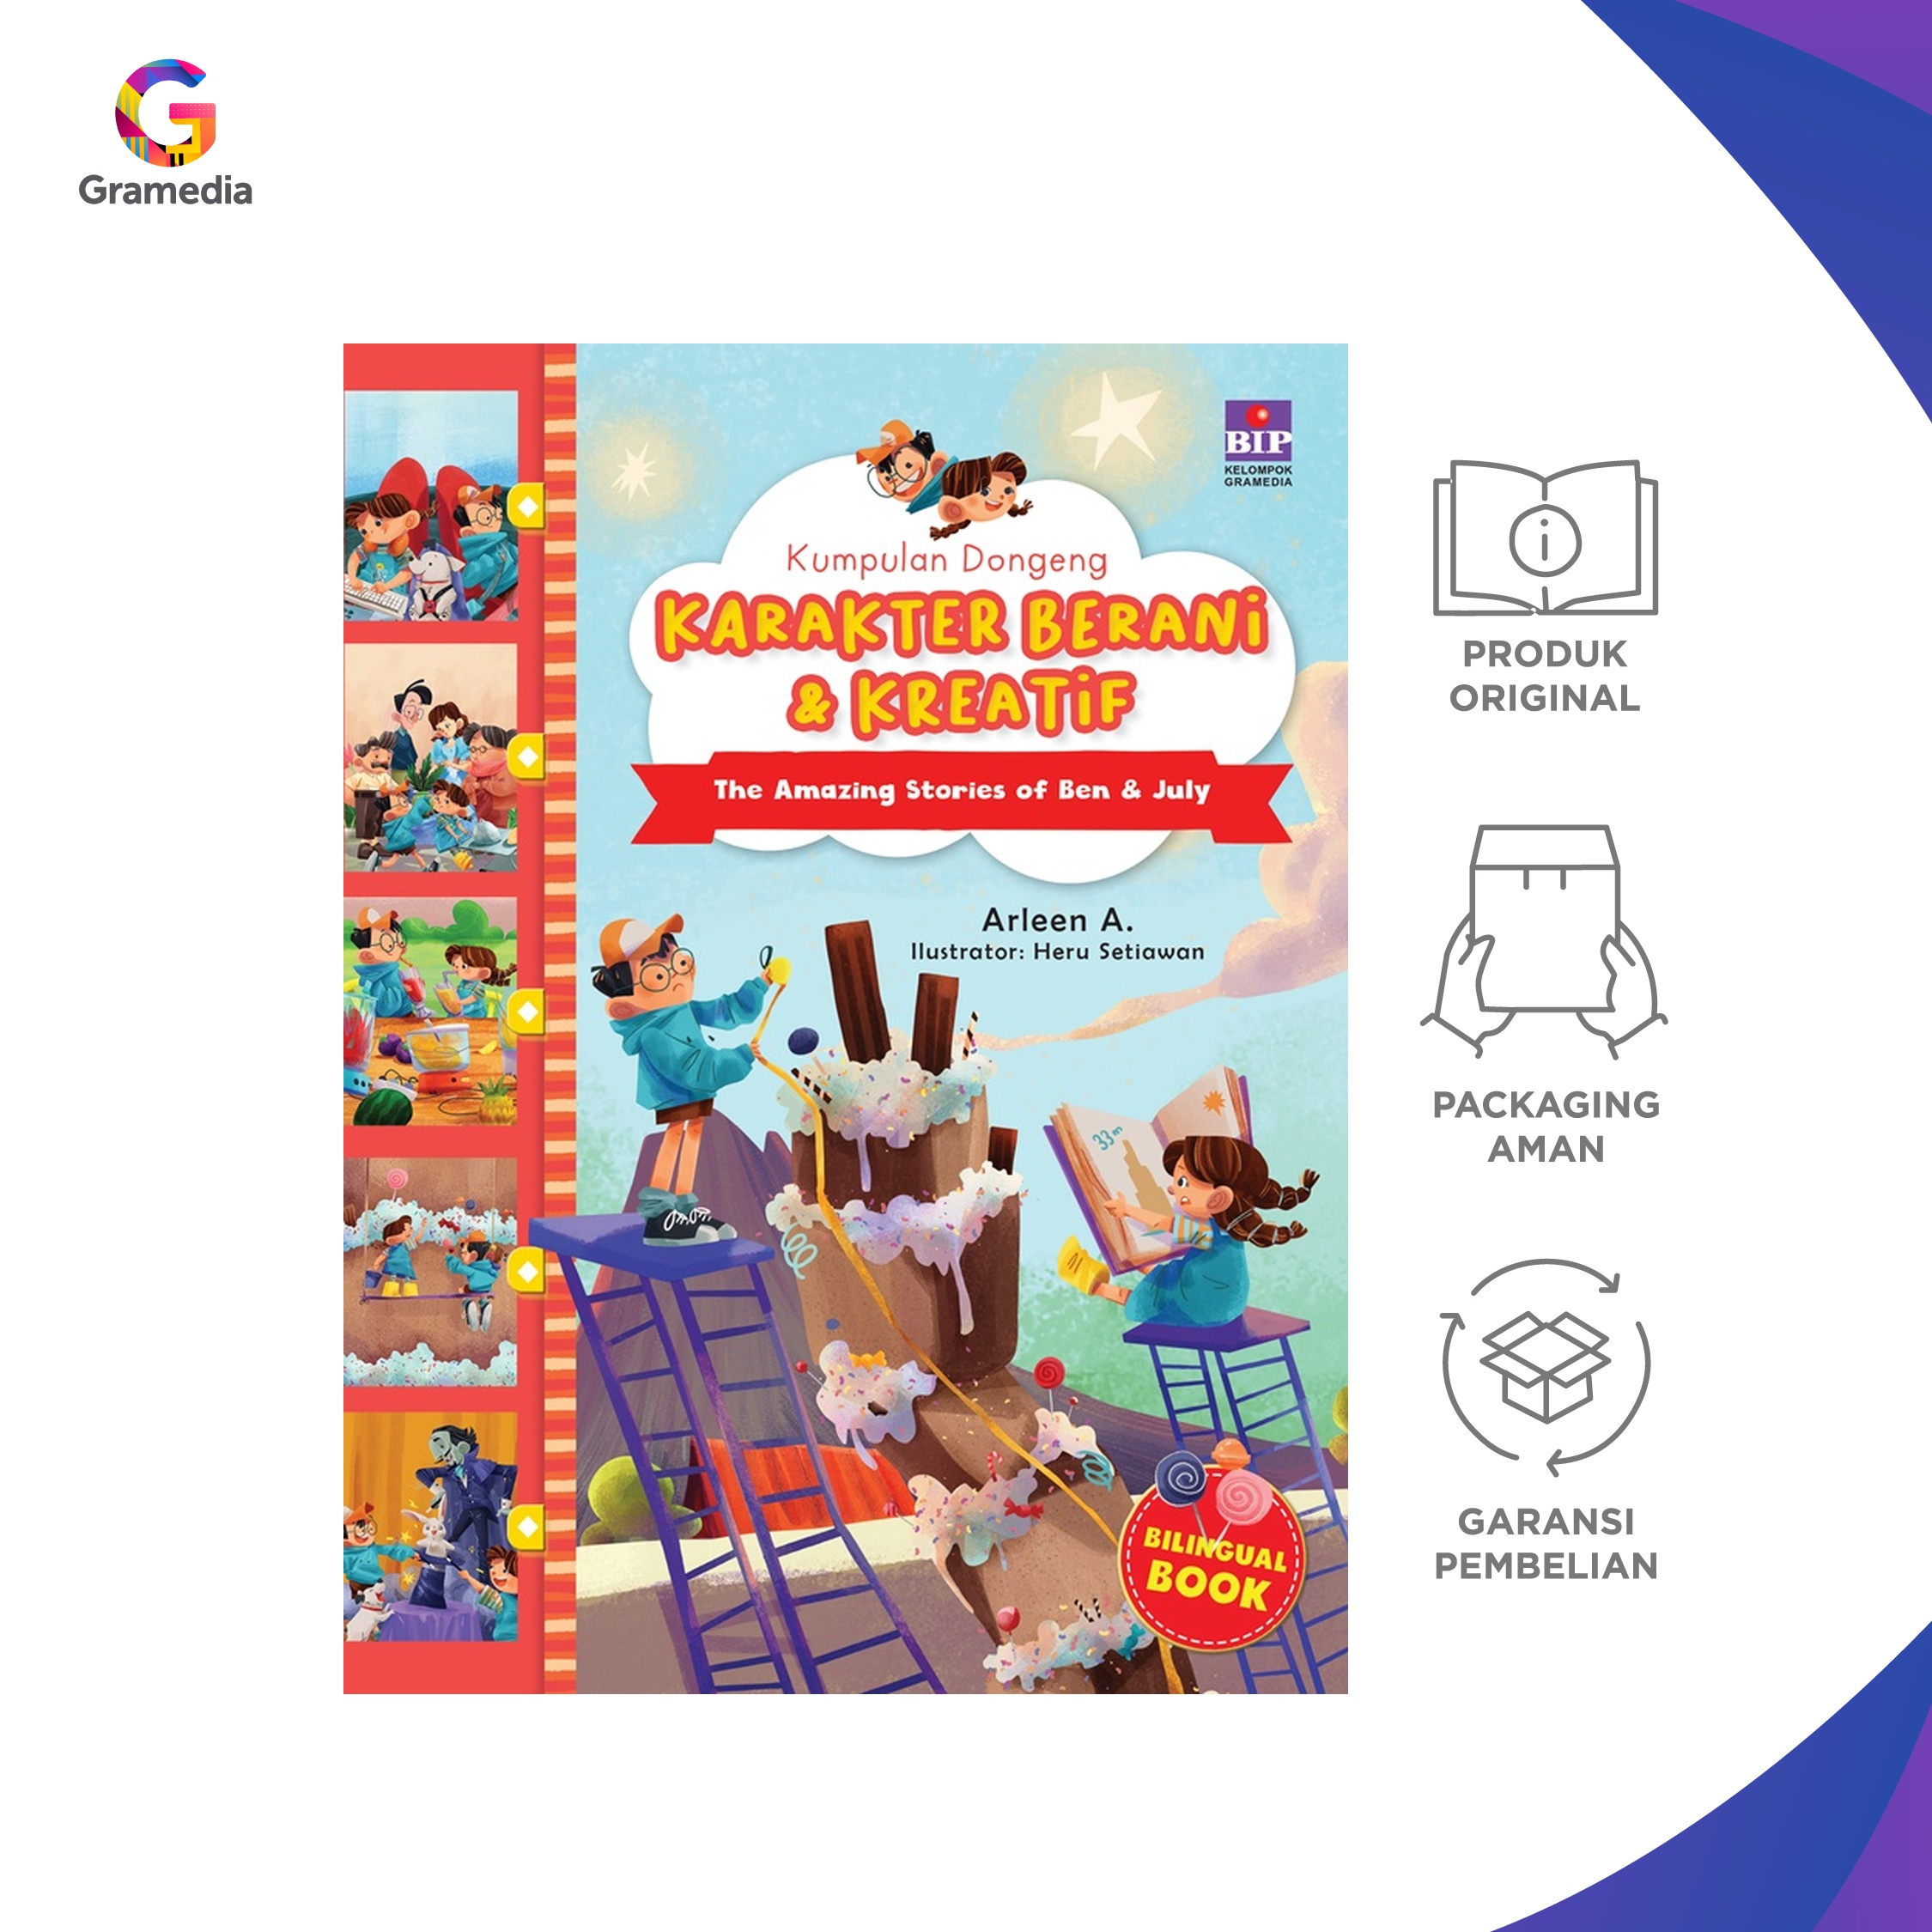 Gramedia
BIP
KELOMPOK
GRAMEDIA
Kumpulan Dongeng
KARAKTER BERANI
& KREATIF
The Amazing Stories of Ben & July
Arleen A.
Ilustrator: Heru Setiawan
33 m
BILINGUAL
BOOK
PRODUK
ORIGINAL
PACKAGING
AMAN
GARANSI
PEMBELIAN